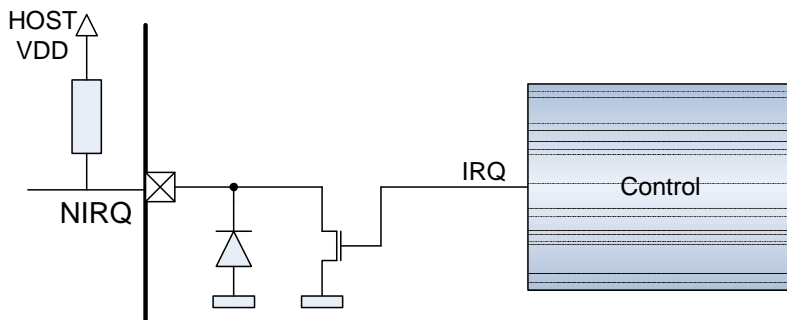 HOST
VDD
NIRQ
IRQ
Control